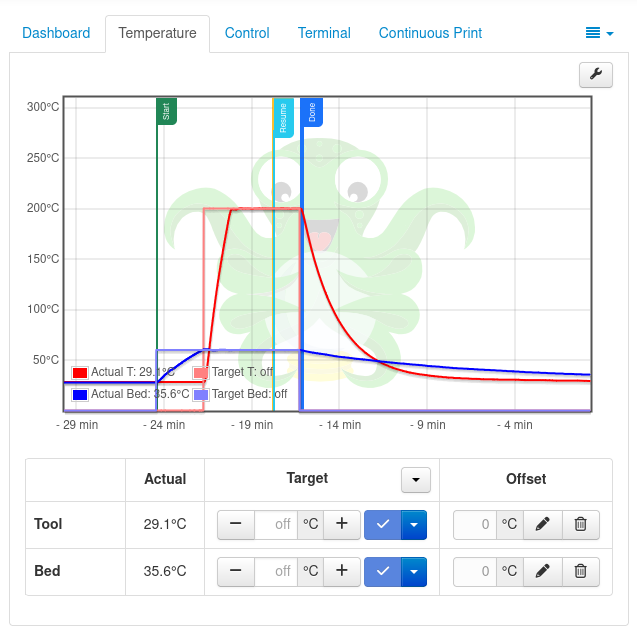 Dashboard Temperature Control Terminal Continuous Print
Start
Resume
Done
300°C
250°C
200°C
150°C
100°C
50°C
Actual T: 29.1°C Target T: off
Actual Bed: 35.6°C Target Bed: off
- 29 min - 24 min - 19 min - 14 min - 9 min - 4 min
Actual Target Offset
Tool 29.1°C off °C 0 °C
Bed 35.6°C off °C 0 °C